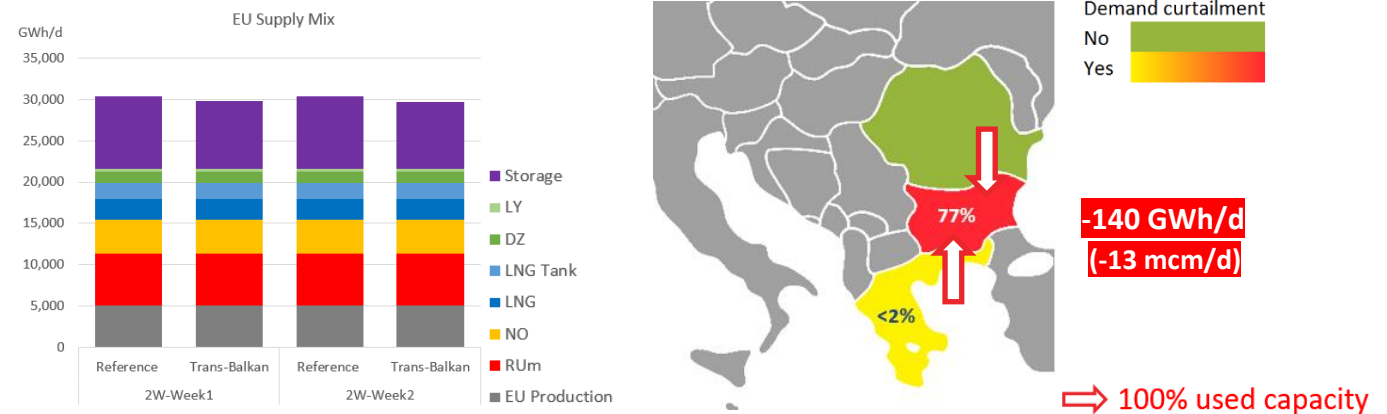 EU Supply Mix
GWh/d
35,000
30,000
25,000
20,000
15,000
10,000
5,000
0
Reference Trans-Balkan Reference Trans-Balkan
2W-Week1 2W-Week2
Storage
LY
DZ
LNG Tank
LNG
NO
RUm
EU Production
77%
<2%
Demand curtailment
No
Yes
-140 GWh/d
(-13 mcm/d)
100% used capacity